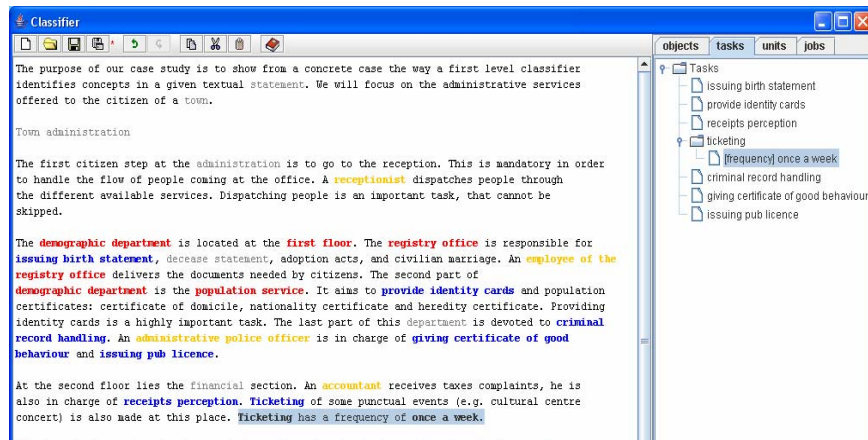 Classifier
The purpose of our case study is to show from a concrete case the way a first level classifier
identifies concepts in a given textual statement. We will focus on the administrative services
offered to the citizen of a town.
Town administration
The first citizen step at the administration is to go to the reception. This is mandatory in order
to handle the flow of people coming at the office. A receptionist dispatches people through
the different available services. Dispatching people is an important task, that cannot be
skipped.
The demographic department is located at the first floor. The registry office is responsible for
issuing birth statement, decease statement, adoption acts, and civilian marriage. An employee of the
registry office delivers the documents needed by citizens. The second part of
demographic department is the population service. It aims to provide identity cards and population
certificates: certificate of domicile, nationality certificate and heredity certificate. Providing
identity cards is a highly important task. The last part of this department is devoted to criminal
record handling. An administrative police officer is in charge of giving certificate of good
behaviour and issuing pub licence.
At the second floor lies the financial section. An accountant receives taxes complaints, he is
also in charge of receipts perception. Ticketing of some punctual events (e.g. cultural centre
concert) is also made at this place. Ticketing has a frequency of once a week.
objects tasks units jobs
Tasks
issuing birth statement
provide identity cards
receipts perception
ticketing
[frequency] once a week
criminal record handling
giving certificate of good behaviour
issuing pub licence